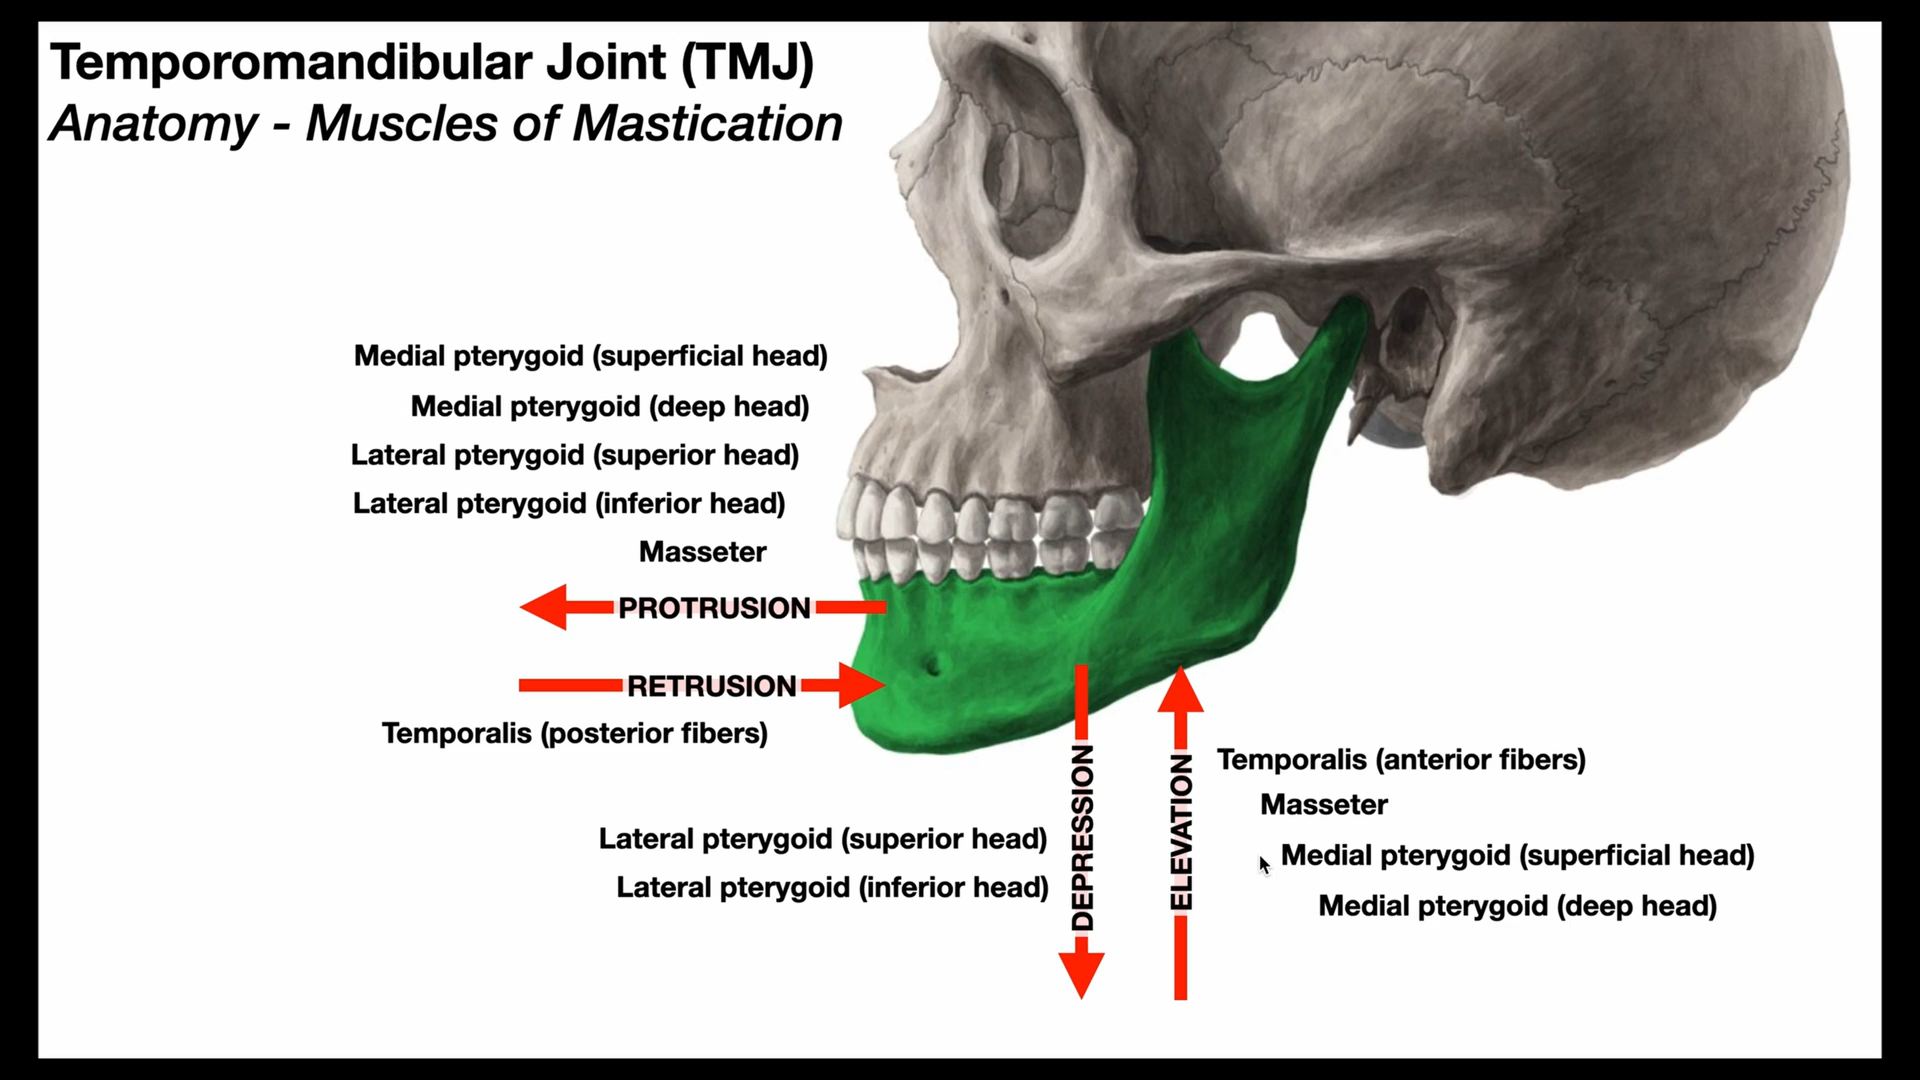 Temporomandibular Joint (TMJ)
Anatomy - Muscles of Mastication
Medial pterygoid (superficial head)
Medial pterygoid (deep head)
Lateral pterygoid (superior head)
Lateral pterygoid (inferior head)
Masseter
PROTRUSION
RETRUSION
Temporalis (posterior fibers)
Lateral pterygoid (superior head)
Lateral pterygoid (inferior head)
DEPRESSION
ELEVATION
Temporalis (anterior fibers)
Masseter
Medial pterygoid (superficial head)
Medial pterygoid (deep head)